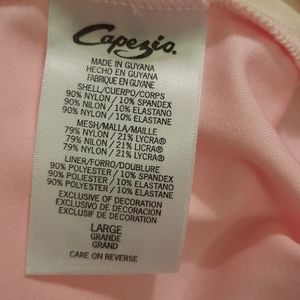 Capezio.
MADE IN GUYANA
HECHO EN GUYANA
FABRIQUE EN GUYANE
SHELL/CUERPO/CORPS
90% NYLON / 10% SPANDEX
90% NILON / 10% ELASTANO
90% NYLON / 10% ELASTANE
MESH/MALLA/MAILLE
79% NYLON / 21% LYCRA®
79% NILON / 21% LICRA®
79% NYLON / 21% LYCRA®
LINER/FORRO/DOUBLURE
90% POLYESTER / 10% SPANDEX
90% POLIESTER / 10% ELASTANO
90% POLYESTER / 10% ELASTANE
EXCLUSIVE OF DECORATION
EXCLUSIVO DE DECORACION
EXCLUSIF DE DECORATION
LARGE
GRANDE
GRAND
CARE ON REVERSE